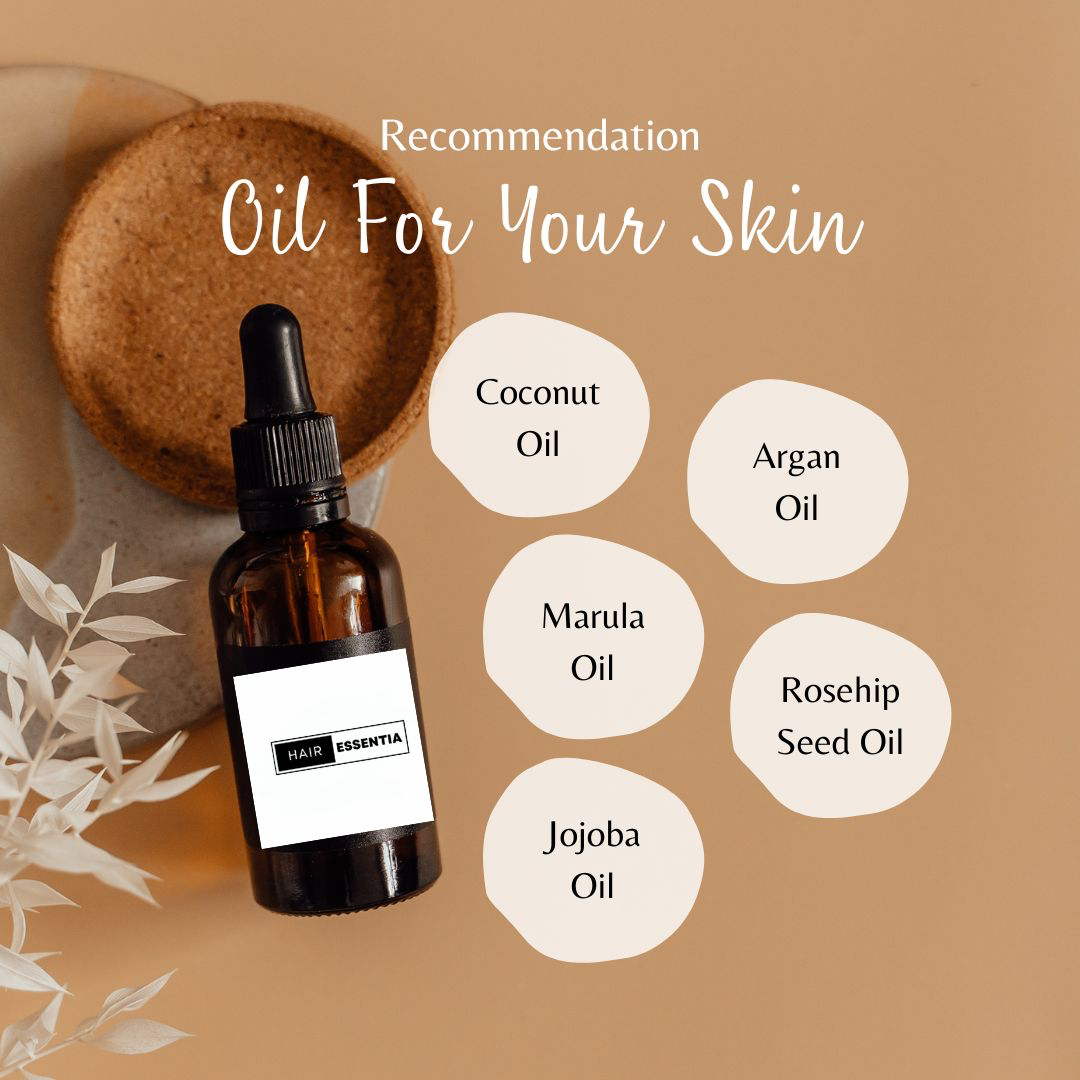 Recommendation
Oil For Your Skin
Coconut
Oil
Argan
Oil
Marula
Oil
Rosehip
Seed Oil
Jojoba
Oil
HAIR ESSENTIA